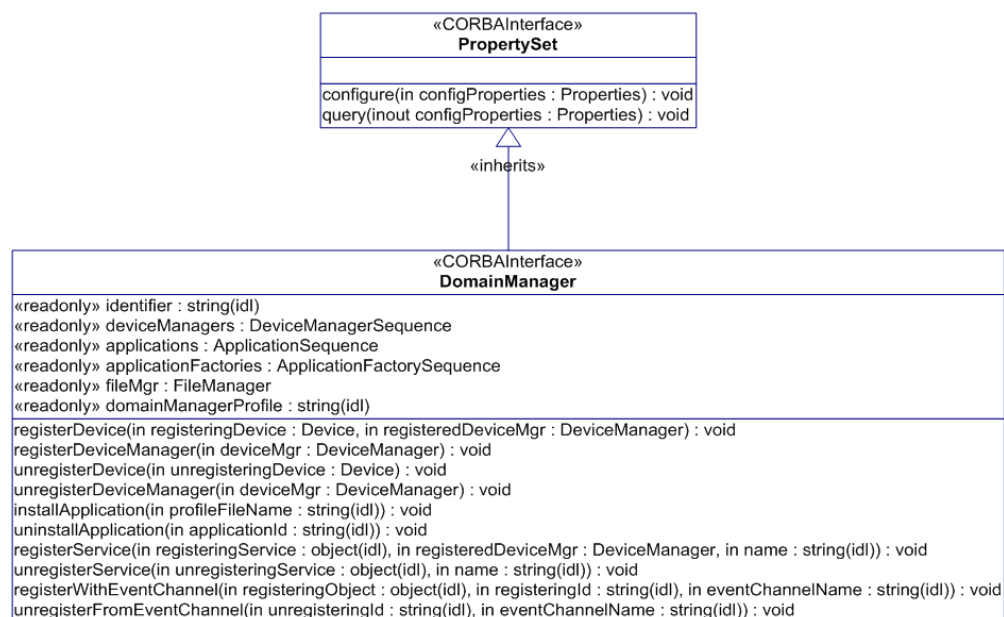 «CORBAInterface»
PropertySet
configure(in configProperties : Properties) : void
query(inout configProperties : Properties) : void
«inherits»
«CORBAInterface»
DomainManager
«readonly» identifier : string(idl)
«readonly» deviceManagers : DeviceManagerSequence
«readonly» applications : ApplicationSequence
«readonly» applicationFactories : ApplicationFactorySequence
«readonly» fileMgr : FileManager
«readonly» domainManagerProfile : string(idl)
registerDevice(in registeringDevice : Device, in registeredDeviceMgr : DeviceManager) : void
registerDeviceManager(in deviceMgr : DeviceManager) : void
unregisterDevice(in unregisteringDevice : Device) : void
unregisterDeviceManager(in deviceMgr : DeviceManager) : void
installApplication(in profileFileName : string(idl)) : void
uninstallApplication(in applicationId : string(idl)) : void
registerService(in registeringService : object(idl), in registeredDeviceMgr : DeviceManager, in name : string(idl)) : void
unregisterService(in unregisteringService : object(idl), in name : string(idl)) : void
registerWithEventChannel(in registeringObject : object(idl), in registeringId : string(idl), in eventChannelName : string(idl)) : void
unregisterFromEventChannel(in unregisteringId : string(idl), in eventChannelName : string(idl)) : void